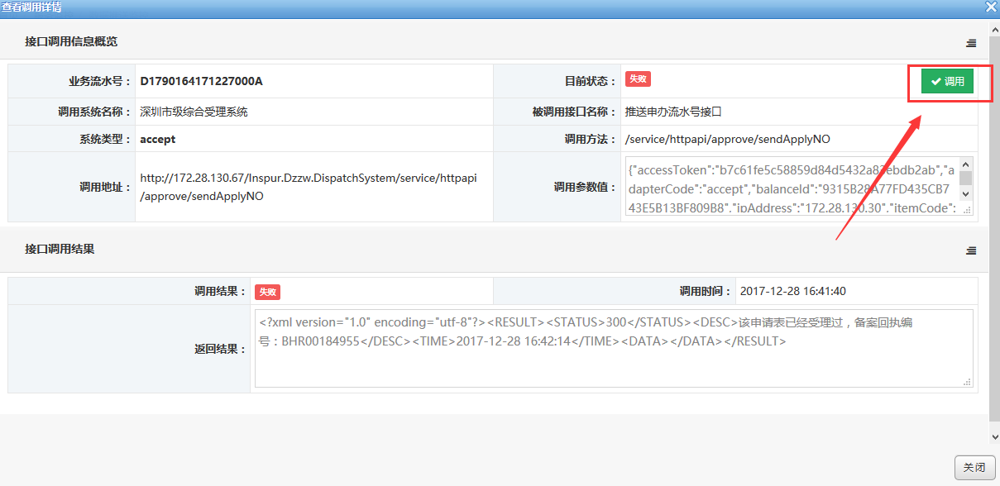 查看调用详情
接口调用信息概览
业务流水号： D1790164171227000A 目前状态： 失败 调用
调用系统名称： 深圳市级综合受理系统 被调用接口名称： 推送申办流水号接口
系统类型： accept 调用方法： /service/httpapi/approve/sendApplyNO
调用地址： http://172.28.130.67/Inspur.Dzzw.DispatchSystem/service/httpapi
/approve/sendApplyNO
调用参数值： {"accessToken":"b7c61fe5c58859d84d5432a82ebdb2ab","a
dapterCode":"accept","balanceId":"9315B28A77FD435CB7
43E5B13BF809B8","ipAddress":"172.28.130.30","itemCode":
接口调用结果
调用结果： 失败 调用时间： 2017-12-28 16:41:40
返回结果： <?xml version="1.0" encoding="utf-8"?><RESULT><STATUS>300</STATUS><DESC>该申请表已经受理过，备案回执编
号：BHR00184955</DESC><TIME>2017-12-28 16:42:14</TIME><DATA></DATA></RESULT>
关闭